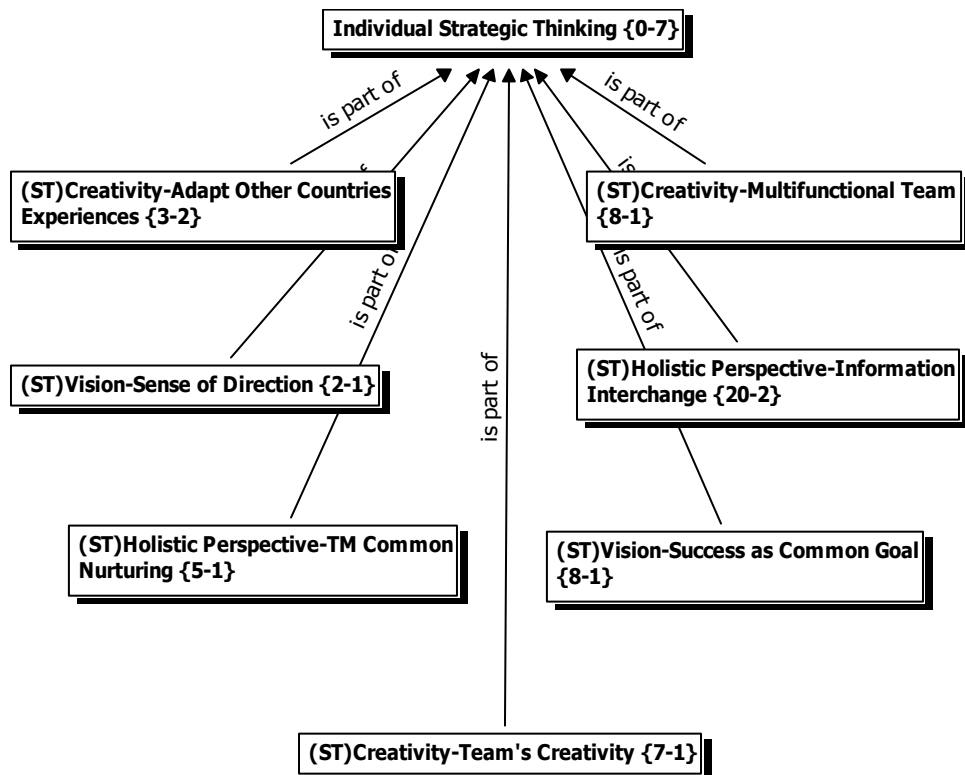 Individual Strategic Thinking {0-7}
is part of
is part of
(ST)Creativity-Adapt Other Countries
Experiences {3-2}
of
is
(ST)Creativity-Multifunctional Team
{8-1}
is part of
is part of
(ST)Vision-Sense of Direction {2-1}
is part of
(ST)Holistic Perspective-Information
Interchange {20-2}
(ST)Holistic Perspective-TM Common
Nurturing {5-1}
(ST)Vision-Success as Common Goal
{8-1}
(ST)Creativity-Team's Creativity {7-1}